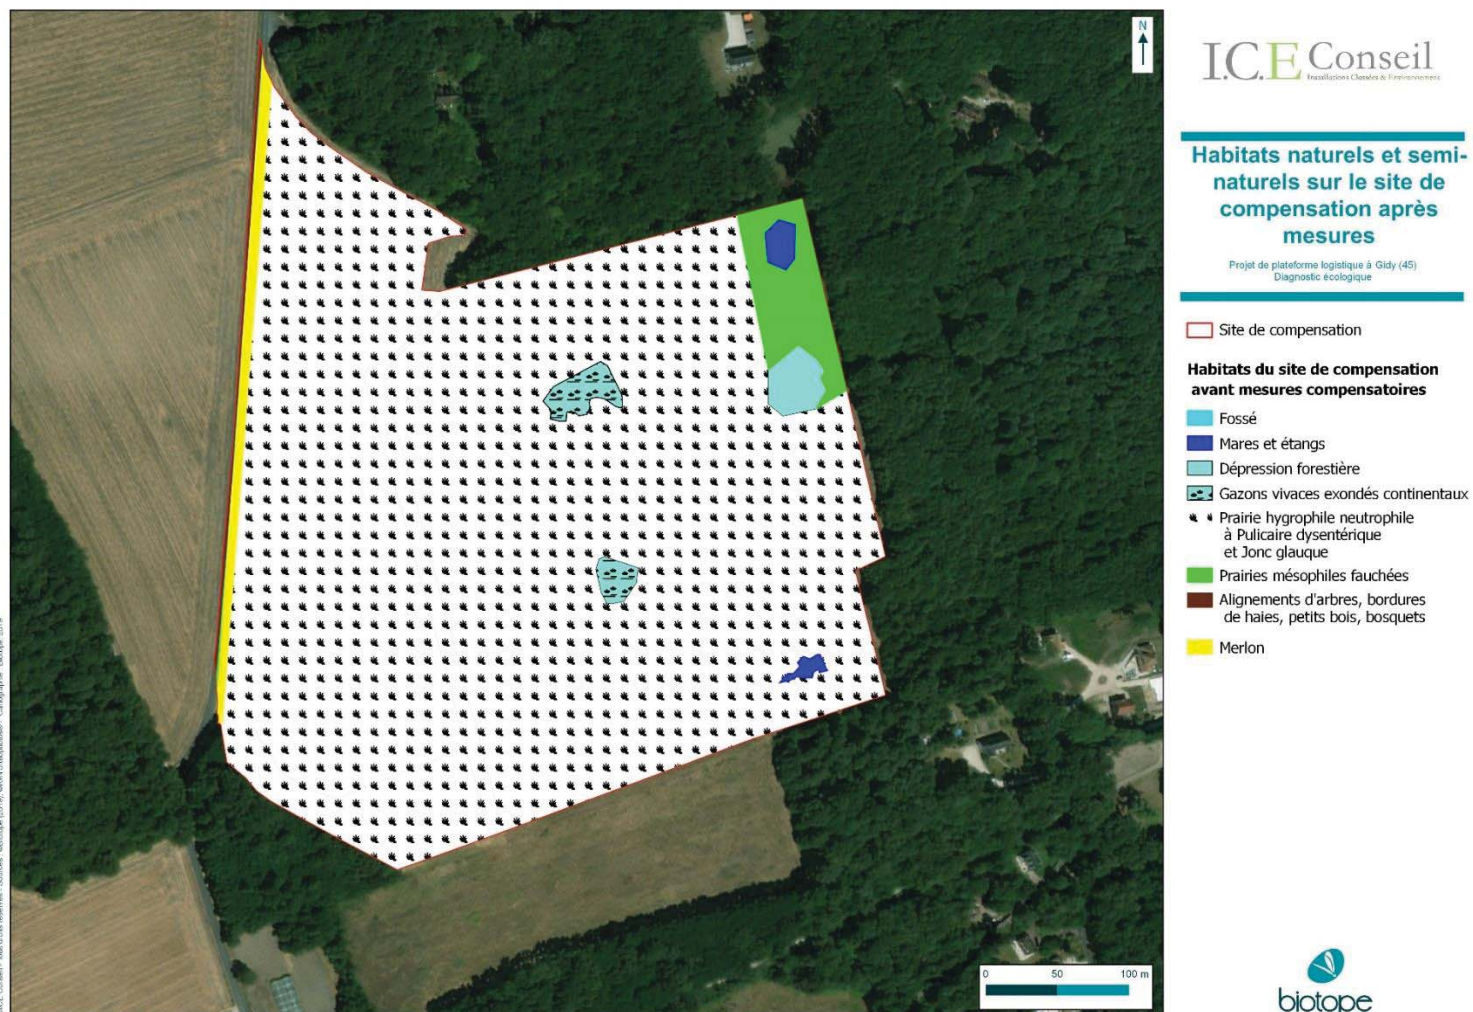 N
I.C.E Conseil
Installations Classées & Environnement
Habitats naturels et semi-
naturels sur le site de
compensation après
mesures
Projet de plateforme logistique à Gidy (45)
Diagnostic écologique
Site de compensation
Habitats du site de compensation
avant mesures compensatoires
Fossé
Mares et étangs
Dépression forestière
Gazons vivaces exondés continentaux
Prairie hygrophile neutrophile
à Pulicaire dysentérique
et Jonc glauque
Prairies mésophiles fauchées
Alignements d'arbres, bordures
de haies, petits bois, bosquets
Merlon
0 50 100 m
biotope